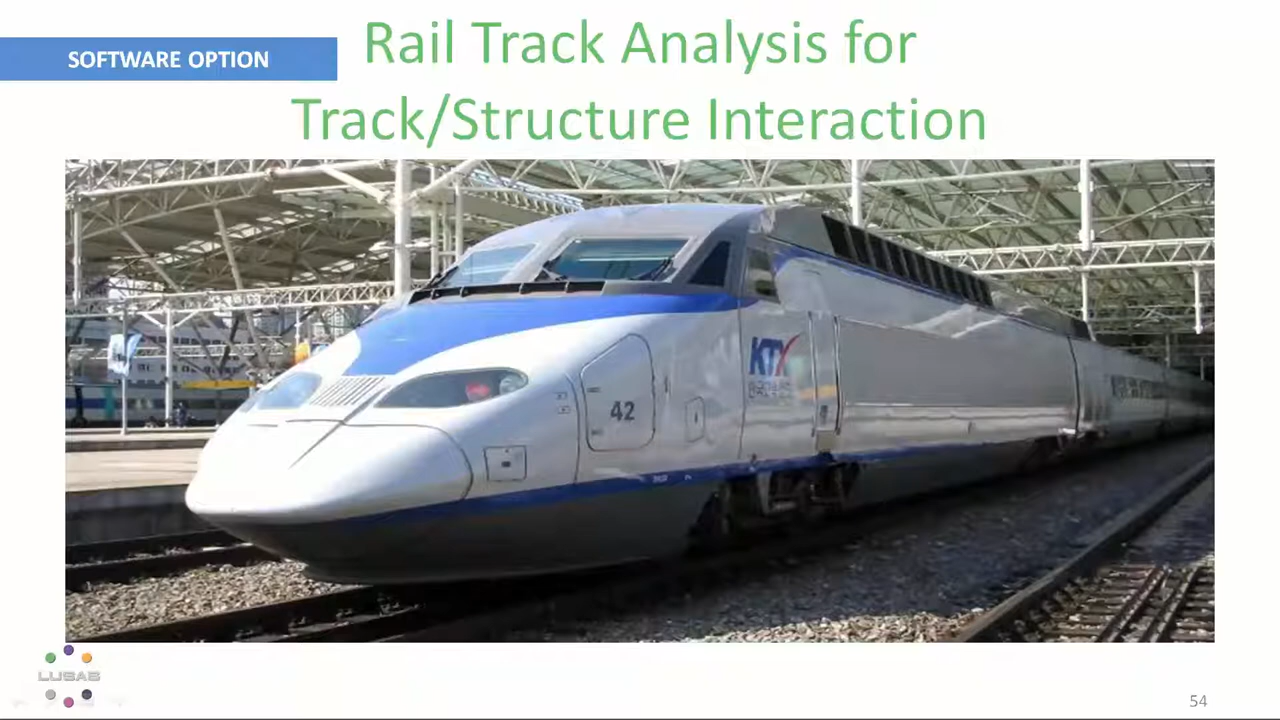 SOFTWARE OPTION
Rail Track Analysis for
Track/Structure Interaction
KTX
42
LUSAS
54